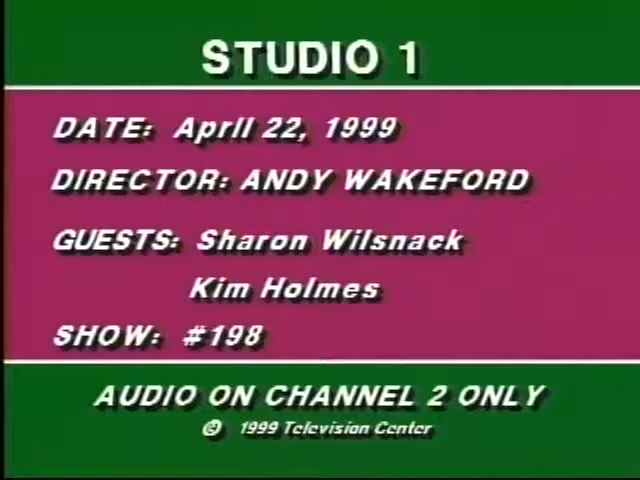 STUDIO 1
DATE: April 22, 1999
DIRECTOR: ANDY WAKEFORD
GUESTS: Sharon Wilsnack
Kim Holmes
SHOW: #198
AUDIO ON CHANNEL 2 ONLY
© 1999 Television Center